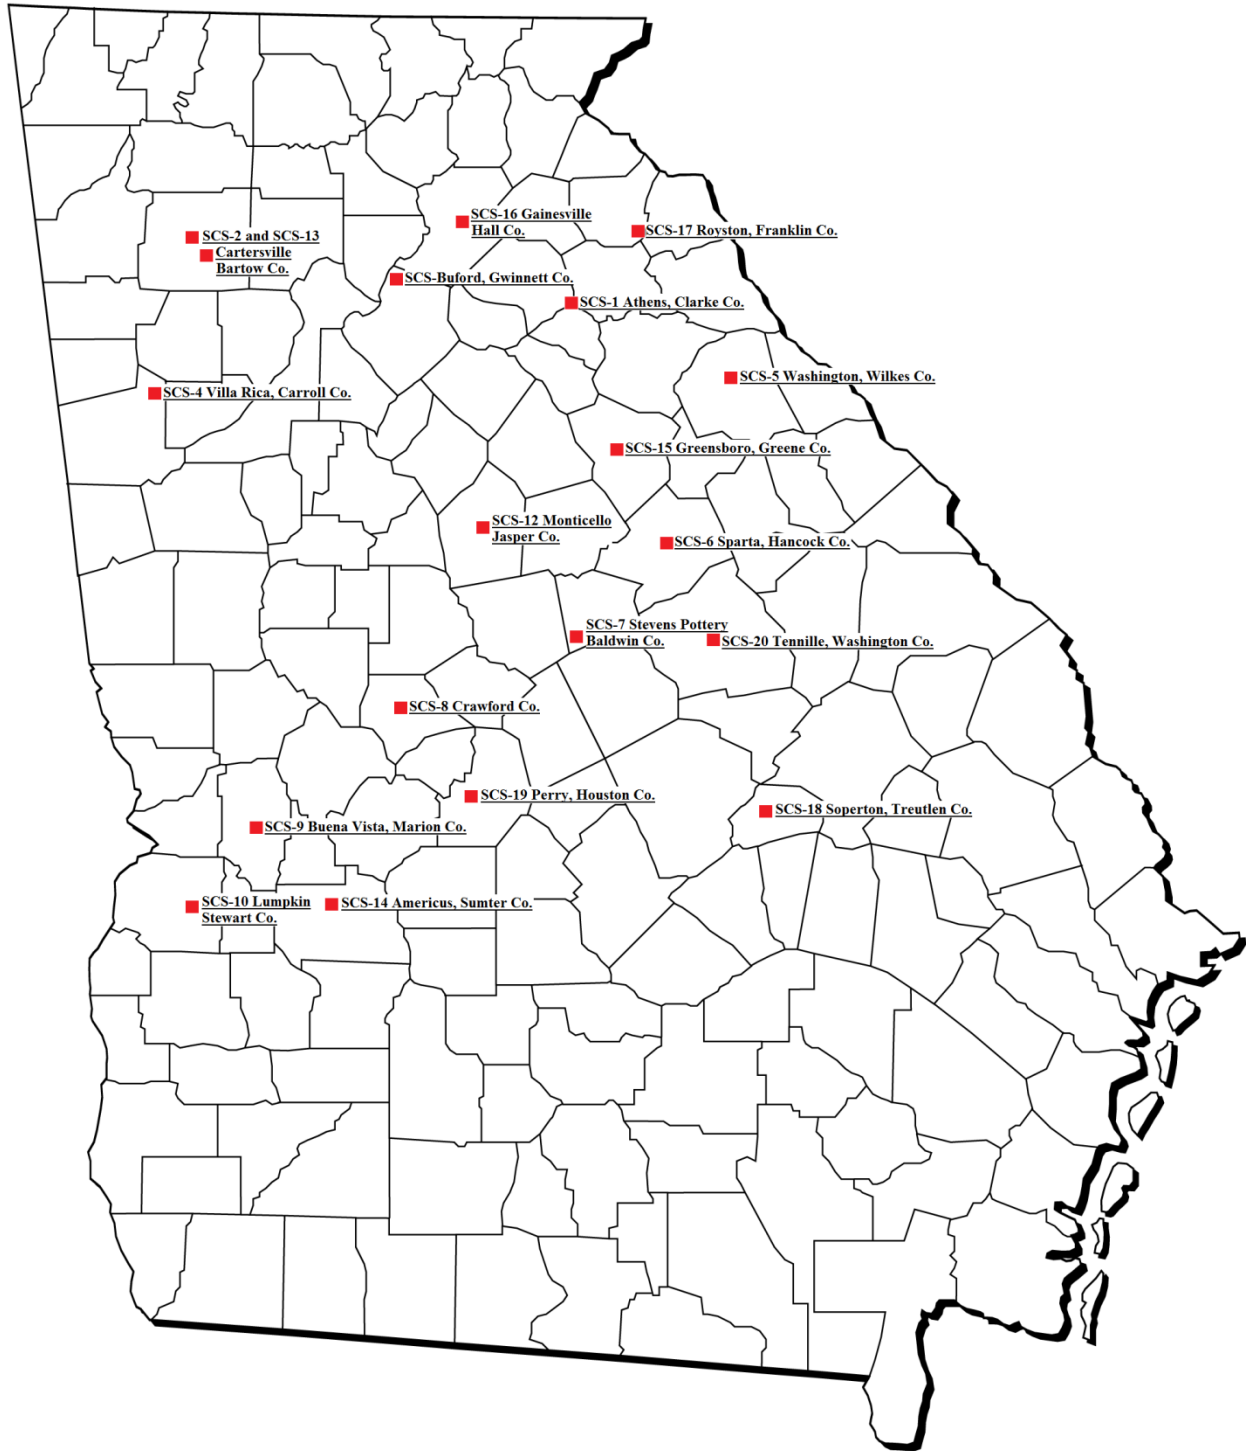 SCS-16 Gainesville
Hall Co.
SCS-17 Royston, Franklin Co.
SCS-2 and SCS-13
Cartersville
Bartow Co.
SCS-Buford, Gwinnett Co.
SCS-1 Athens, Clarke Co.
SCS-5 Washington, Wilkes Co.
SCS-4 Villa Rica, Carroll Co.
SCS-15 Greensboro, Greene Co.
SCS-12 Monticello
Jasper Co.
SCS-6 Sparta, Hancock Co.
SCS-7 Stevens Pottery
Baldwin Co.
SCS-20 Tennille, Washington Co.
SCS-8 Crawford Co.
SCS-19 Perry, Houston Co.
SCS-18 Soperton, Treutlen Co.
SCS-9 Buena Vista, Marion Co.
SCS-10 Lumpkin
Stewart Co.
SCS-14 Americus, Sumter Co.